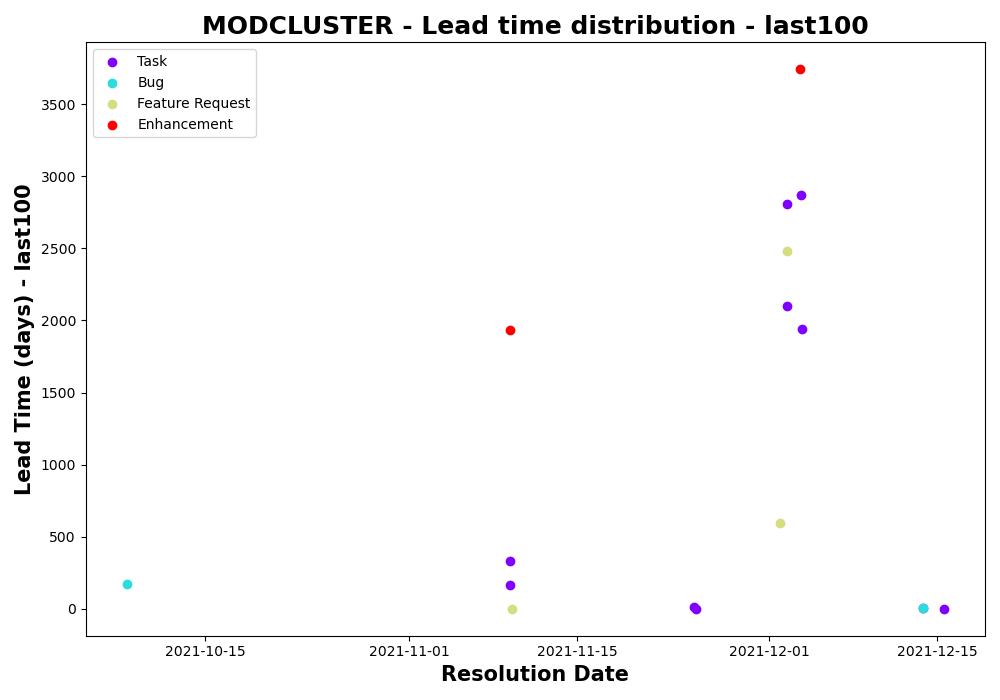 MODCLUSTER - Lead time distribution - last100
Task
Bug
Feature Request
Enhancement
Lead Time (days) - last100
3500
3000
2500
2000
1500
1000
500
0
2021-10-15
2021-11-01
2021-11-15
2021-12-01
2021-12-15
Resolution Date